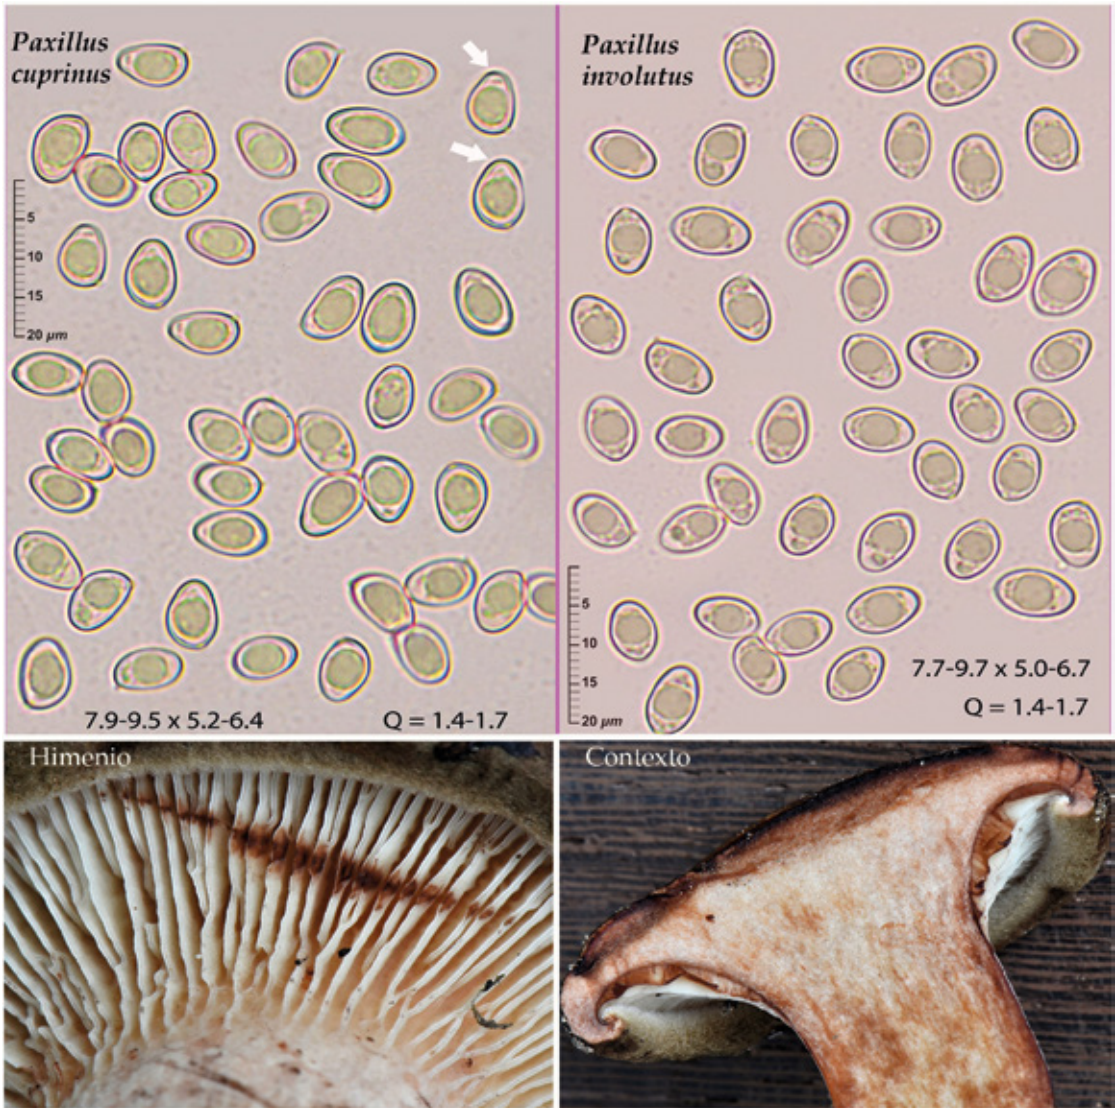 Paxillus
cuprinus
5
10
15
20 µm
7.9-9.5 x 5.2-6.4
Q = 1.4-1.7
Paxillus
involutus
5
10
15
20 µm
7.7-9.7 x 5.0-6.7
Q = 1.4-1.7
Himenio
Contexto